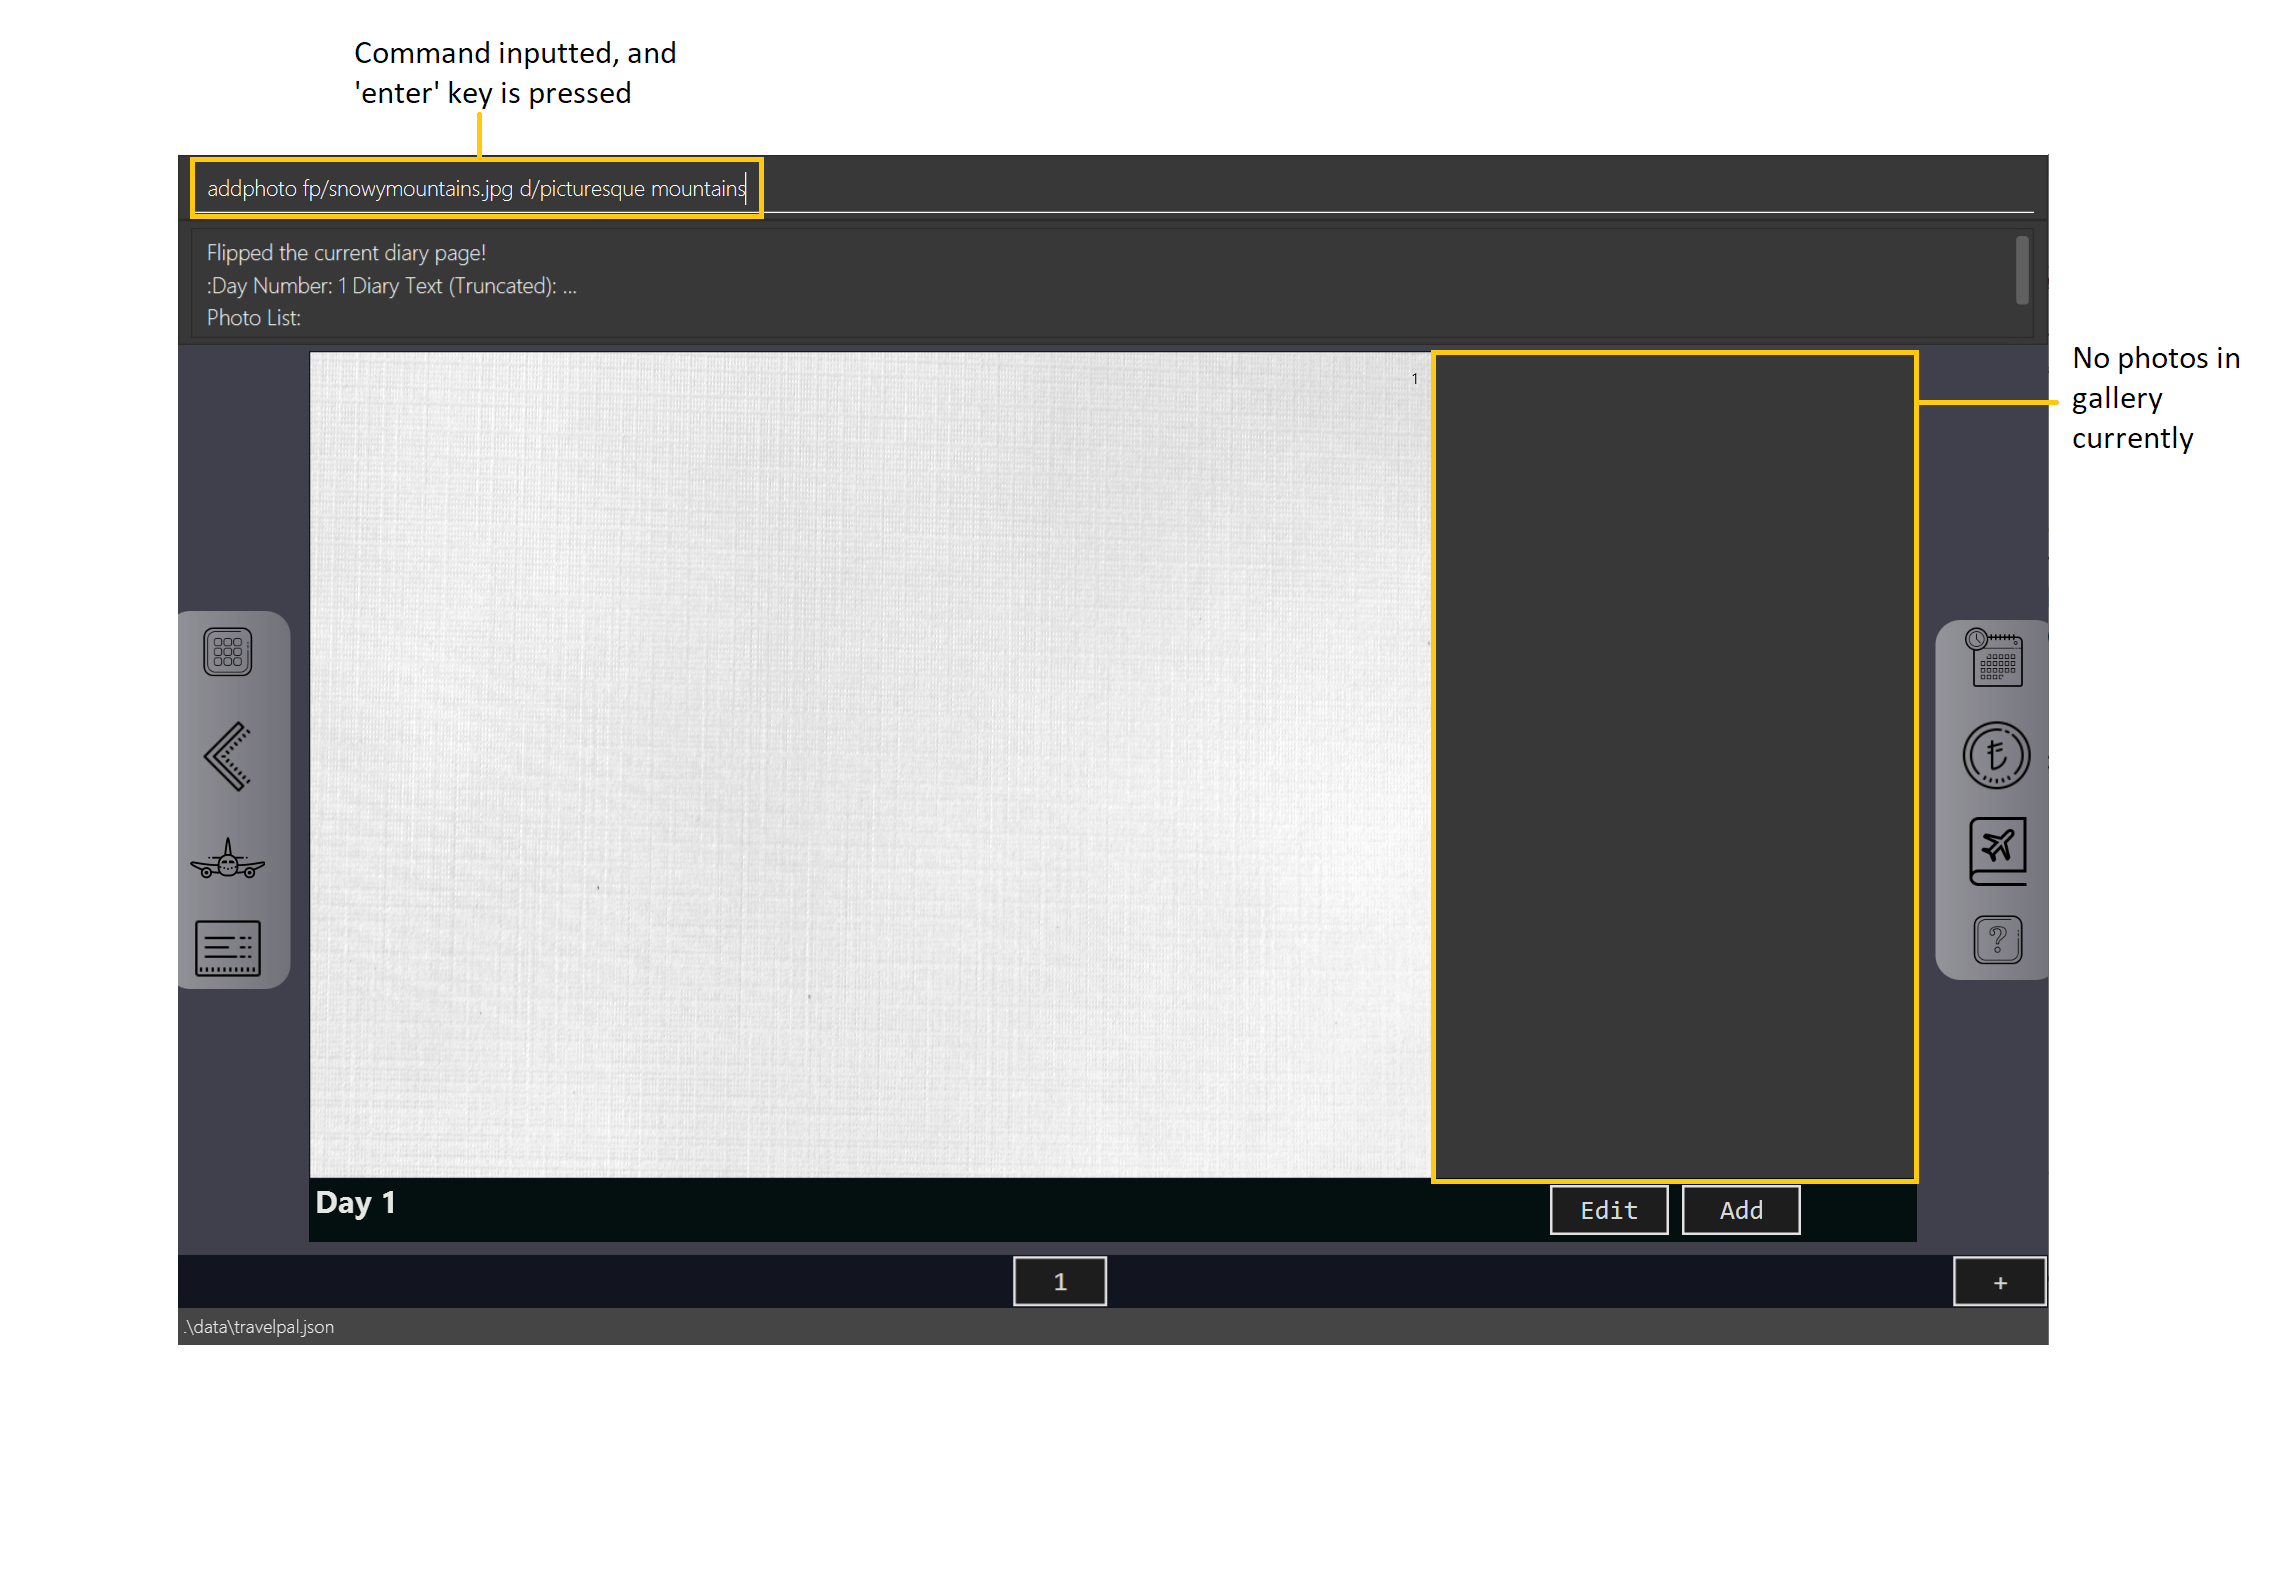 Command inputted, and
'enter' key is pressed
addphoto fp/snowymountains.jpg d/picturesque mountains
Flipped the current diary page!
:Day Number: 1 Diary Text (Truncated): ...
Photo List:
No photos in
gallery
currently
1
Day 1
Edit
Add
1
+
.\data\travelpal.json